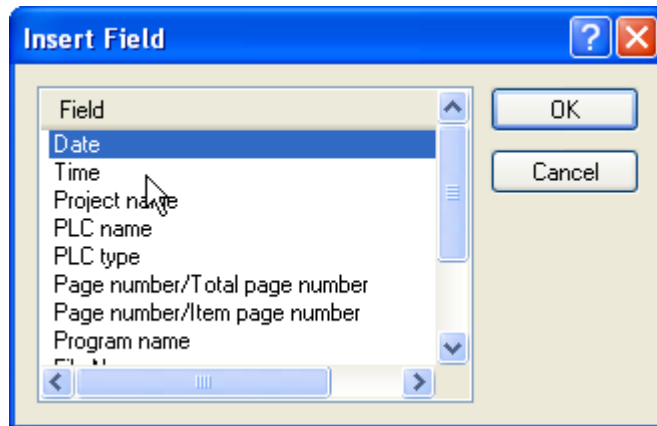 Insert Field
Field
OK
Date
Time
Cancel
Project name
PLC name
PLC type
Page number/Total page number
Page number/Item page number
Program name